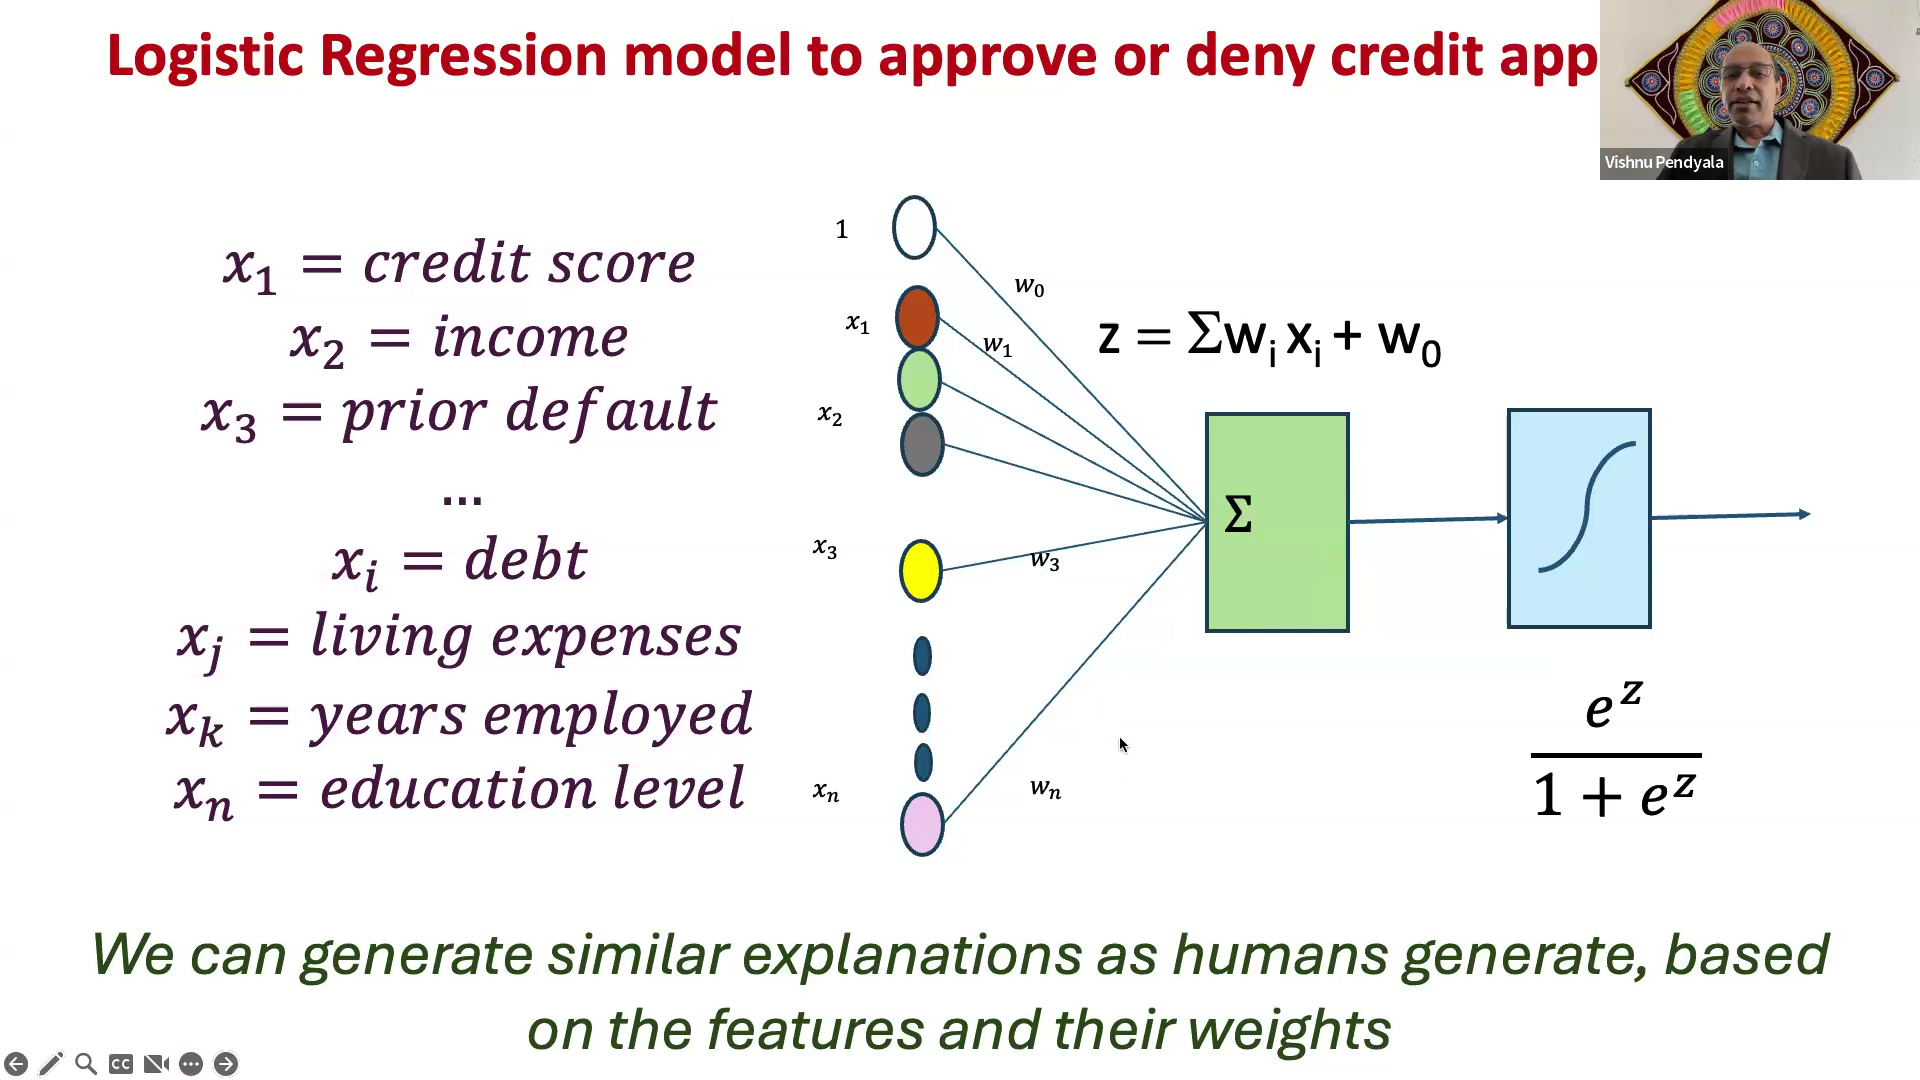 Logistic Regression model to approve or deny credit app
Vishnu Pendyala
x₁ = credit score
x₂ = income
x₃ = prior default
...
xᵢ = debt
xⱼ = living expenses
xₖ = years employed
xₙ = education level
1
w₀
x₁
w₁
x₂
x₃
w₃
xₙ
wₙ
z = Σwᵢ xᵢ + w₀
Σ
e^z
1 + e^z
We can generate similar explanations as humans generate, based
on the features and their weights
CC